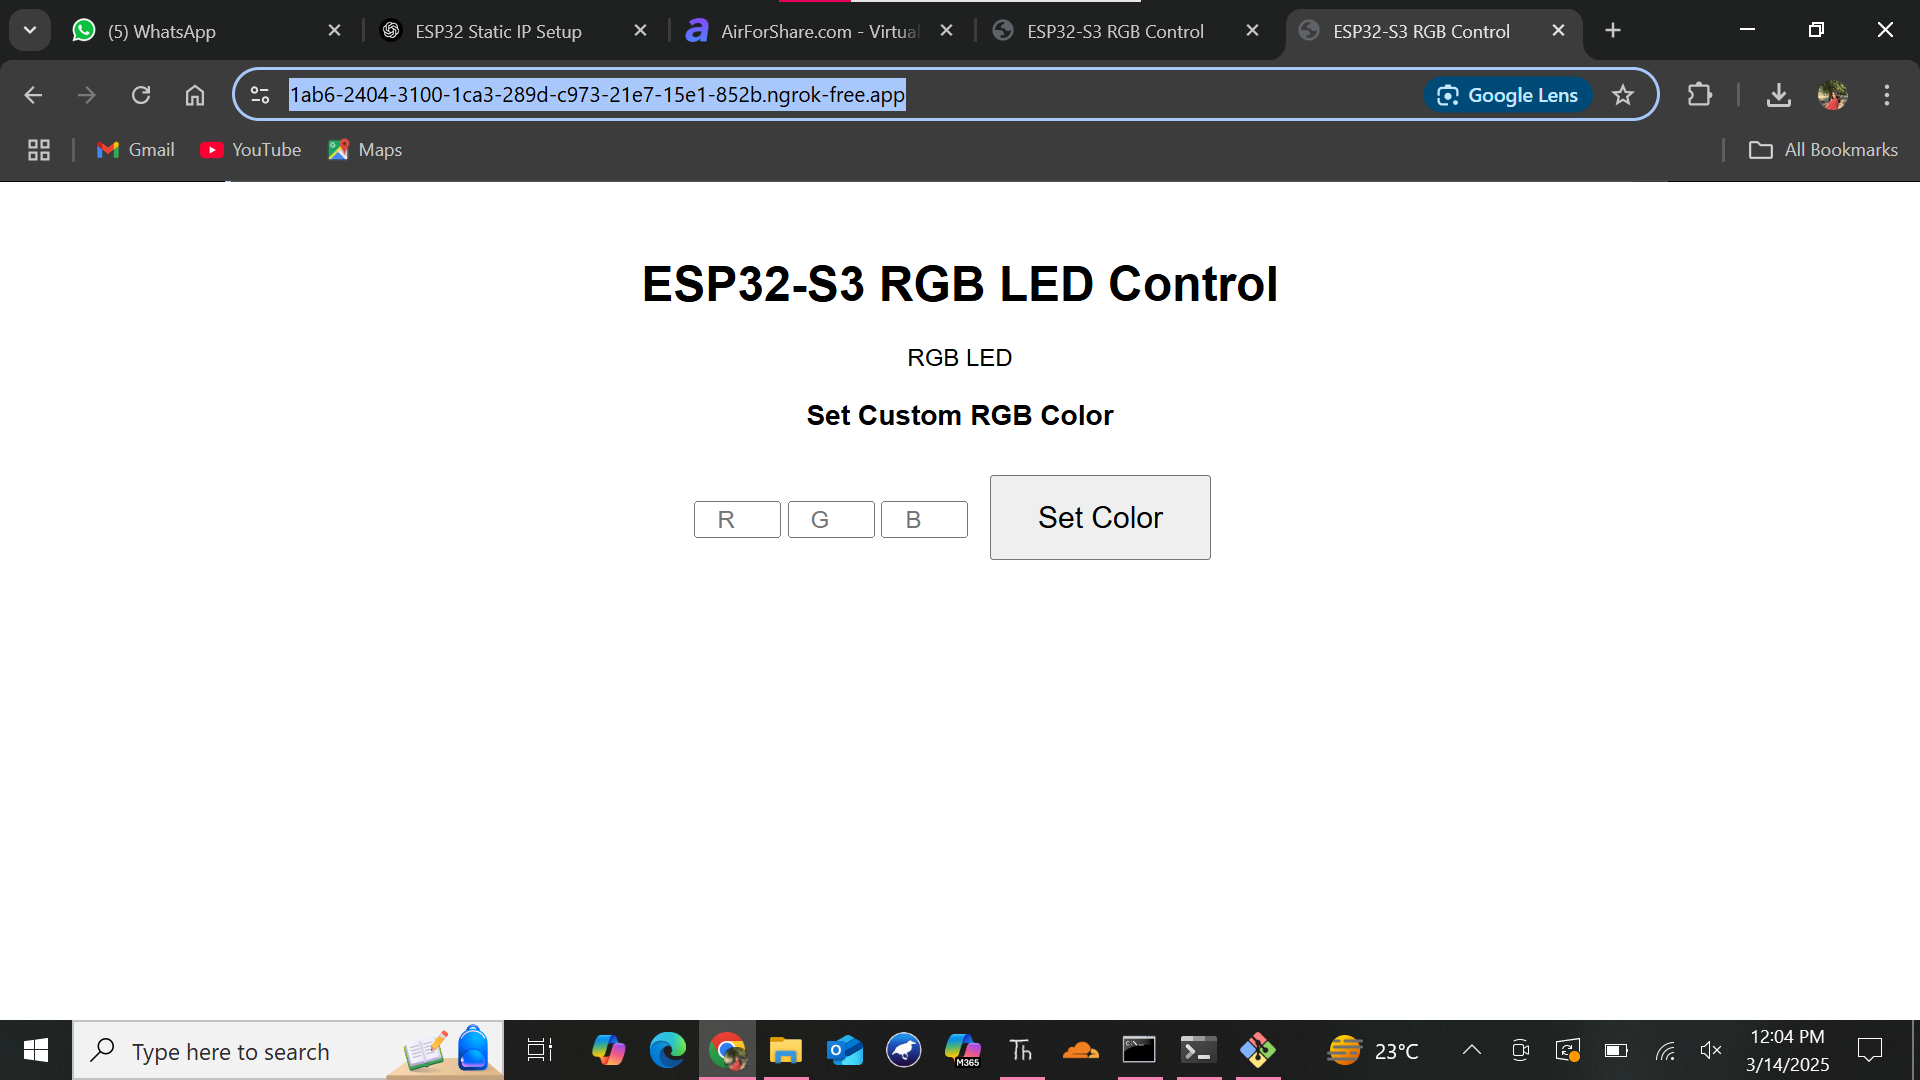 (5) WhatsApp
ESP32 Static IP Setup
AirForShare.com - Virtual
ESP32-S3 RGB Control
ESP32-S3 RGB Control
1ab6-2404-3100-1ca3-289d-c973-21e7-15e1-852b.ngrok-free.app
Google Lens
Gmail
YouTube
Maps
All Bookmarks
ESP32-S3 RGB LED Control
RGB LED
Set Custom RGB Color
R
G
B
Set Color
Type here to search
M365
Th
23°C
12:04 PM
3/14/2025